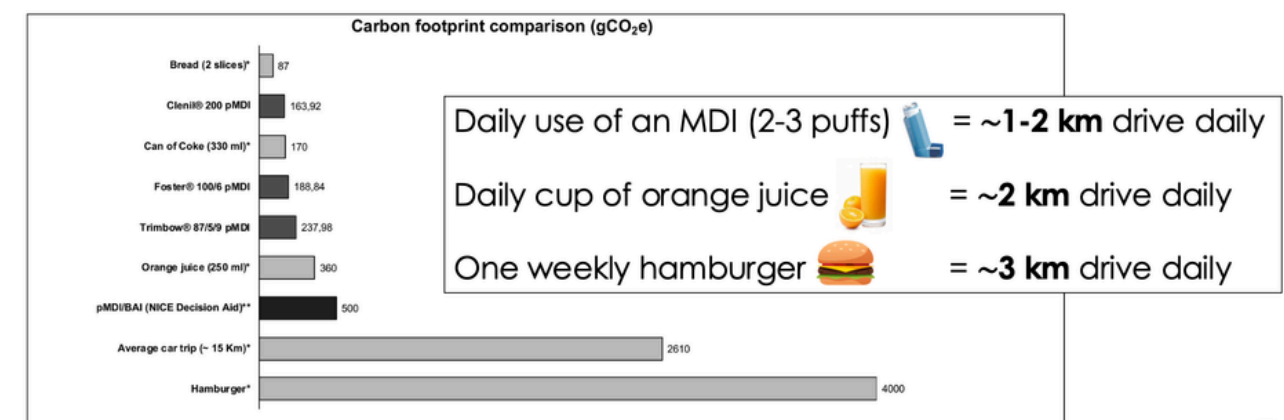 Carbon footprint comparison (gCO₂e)
Bread (2 slices)* 87
Clenil® 200 pMDI 163,92
Can of Coke (330 ml)* 170
Foster® 100/6 pMDI 188,84
Trimbow® 87/5/9 pMDI 237,98
Orange juice (250 ml)* 360
pMDI/BAI (NICE Decision Aid)** 500
Average car trip (~ 15 Km)* 2610
Hamburger* 4000
Daily use of an MDI (2-3 puffs) = ~1-2 km drive daily
Daily cup of orange juice = ~2 km drive daily
One weekly hamburger = ~3 km drive daily